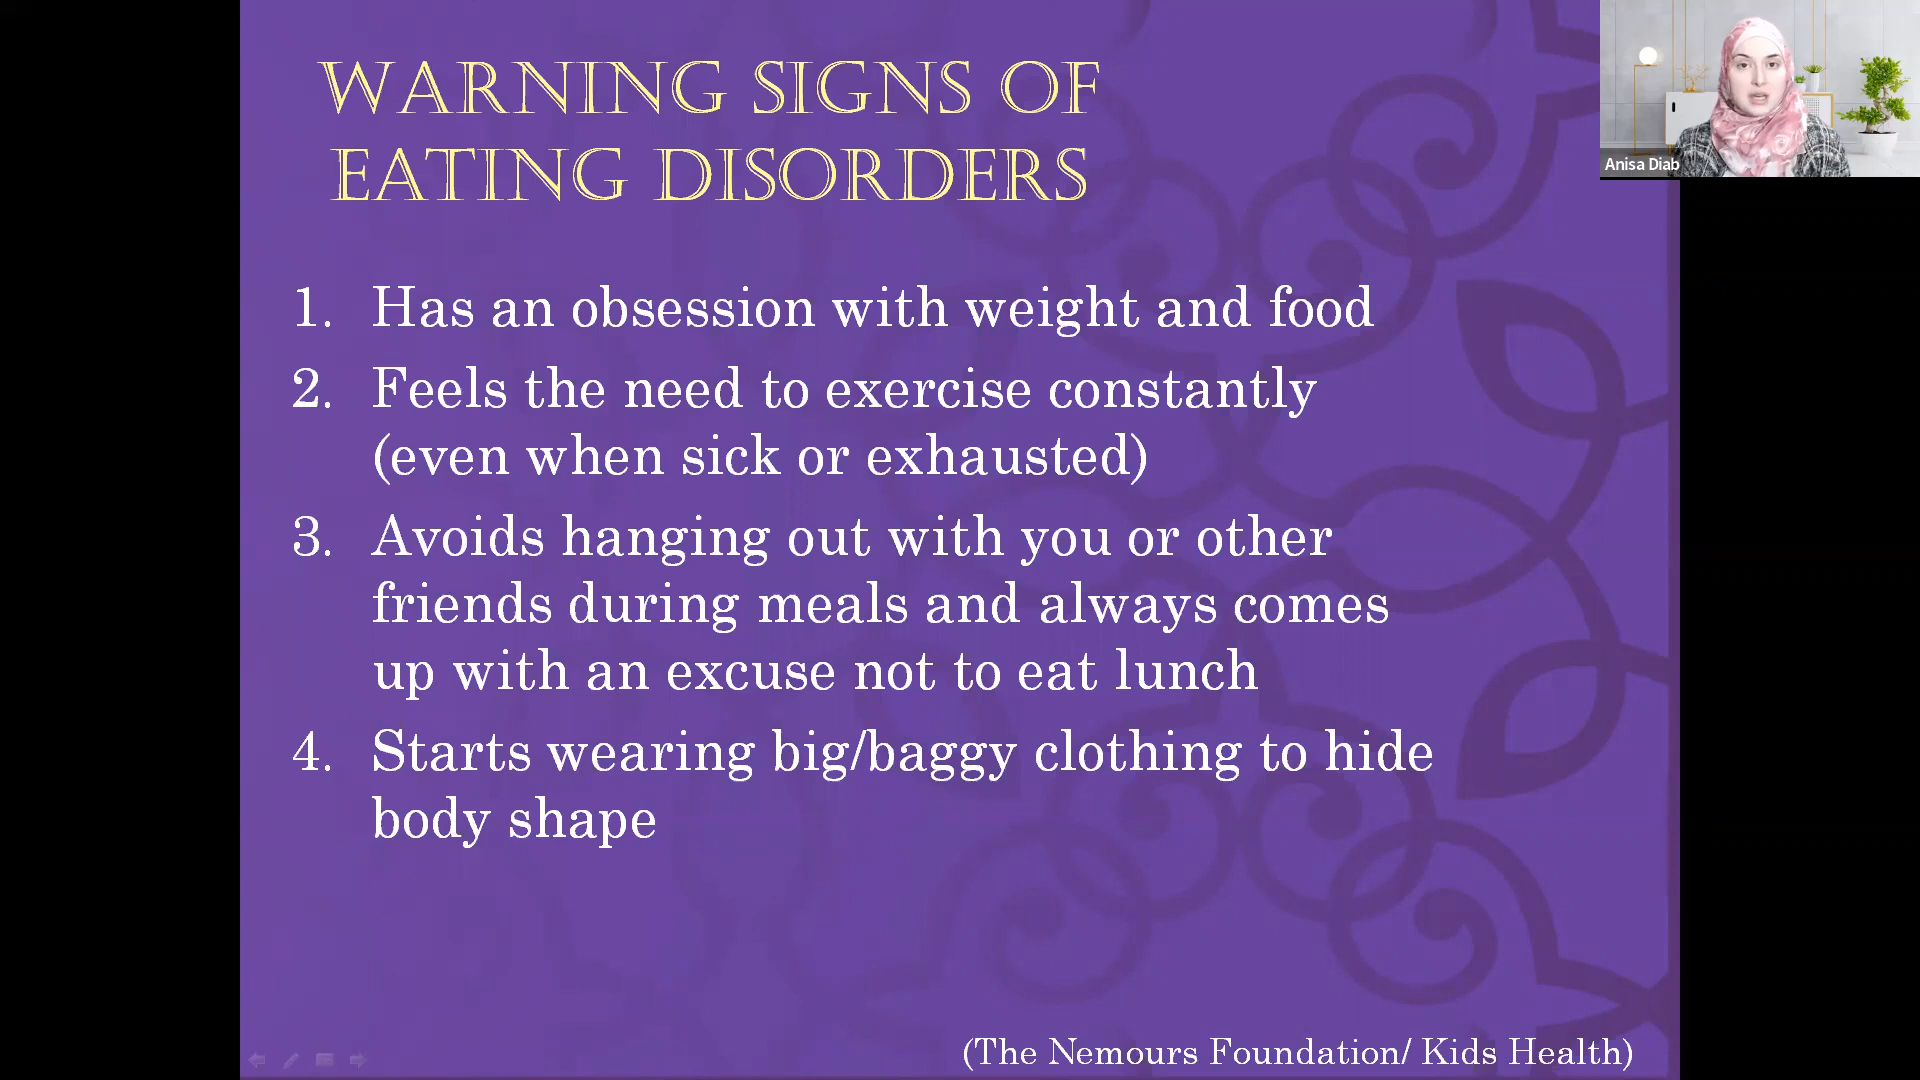 WARNING SIGNS OF
EATING DISORDERS
1. Has an obsession with weight and food
2. Feels the need to exercise constantly
(even when sick or exhausted)
3. Avoids hanging out with you or other
friends during meals and always comes
up with an excuse not to eat lunch
4. Starts wearing big/baggy clothing to hide
body shape
(The Nemours Foundation/ Kids Health)
Anisa Diab